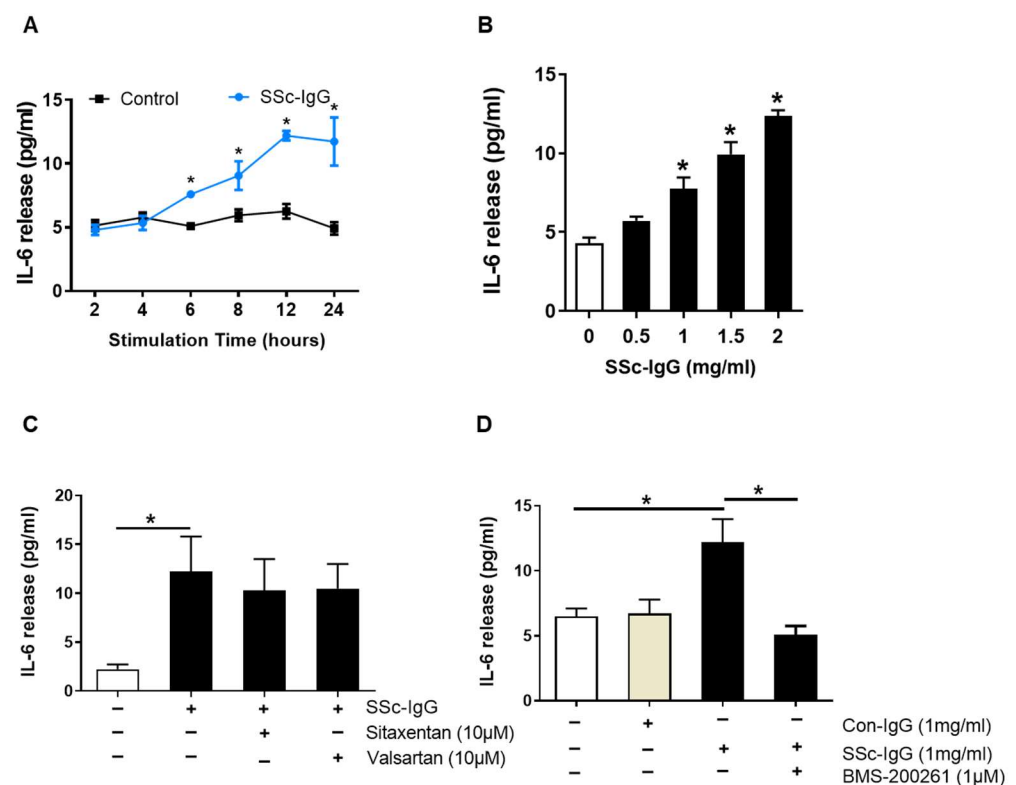 A
Control SSc-IgG
IL-6 release (pg/ml)
15
10
5
0
* * * * *
2 4 6 8 12 24
Stimulation Time (hours)
B
IL-6 release (pg/ml)
15
10
5
0
* * * *
0 0.5 1 1.5 2
SSc-IgG (mg/ml)
C
IL-6 release (pg/ml)
20
15
10
5
0
*
– + + + SSc-IgG
– – + – Sitaxentan (10µM)
– – – + Valsartan (10µM)
D
IL-6 release (pg/ml)
15
10
5
0
* *
– + – – Con-IgG (1mg/ml)
– – + + SSc-IgG (1mg/ml)
– – – + BMS-200261 (1µM)